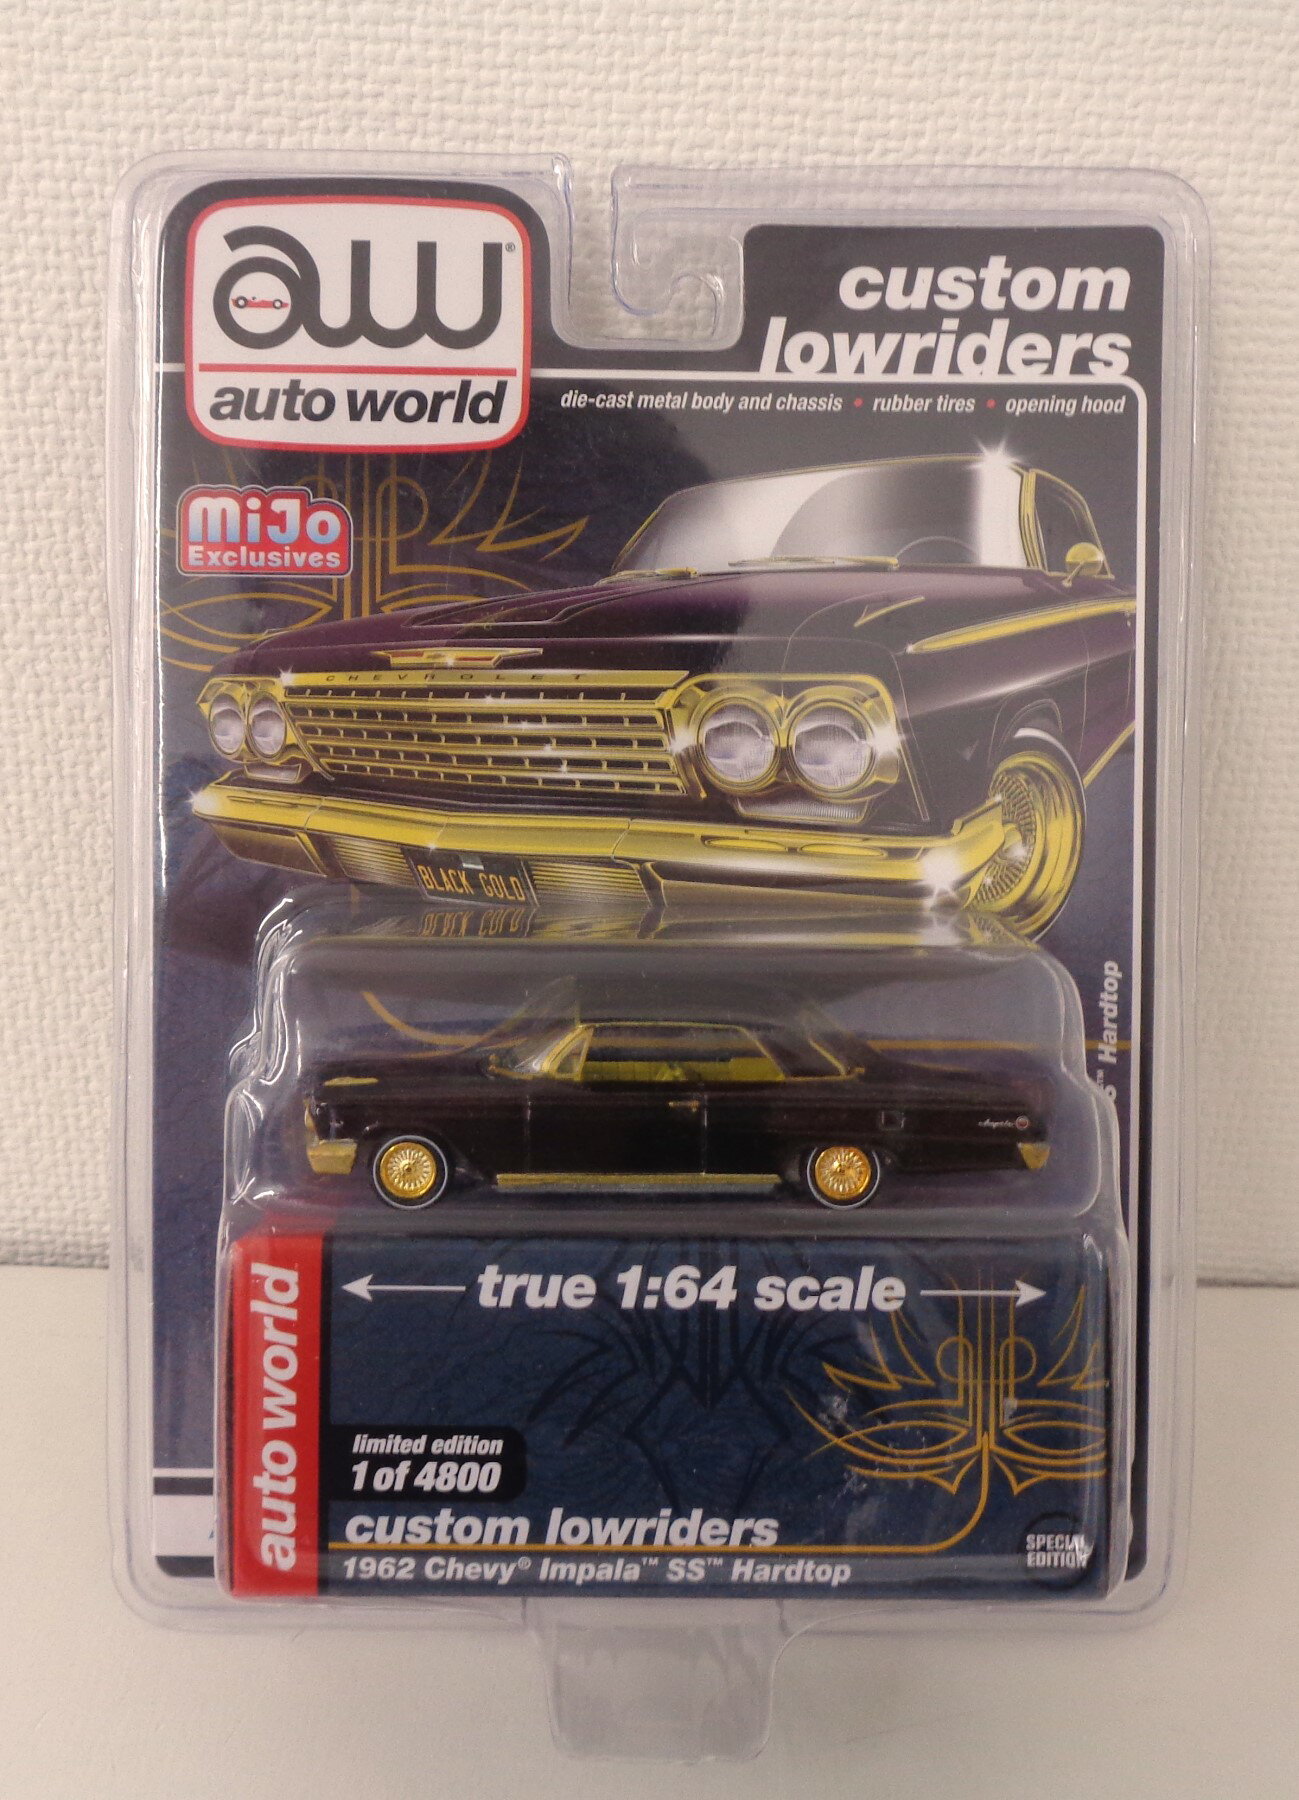 aw®
auto world
custom
lowriders
die-cast metal body and chassis • rubber tires • opening hood
MiJo
Exclusives
CHEVROLET
BLACK GOLD
Hardtop
Impala
true 1:64 scale
auto world
limited edition
1 of 4800
custom lowriders
1962 Chevy® Impala™ SS™ Hardtop
SPECIAL
EDITION